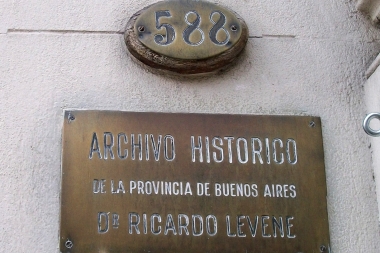 588
ARCHIVO HISTORICO
DE LA PROVINCIA DE BUENOS AIRES
DR RICARDO LEVENE